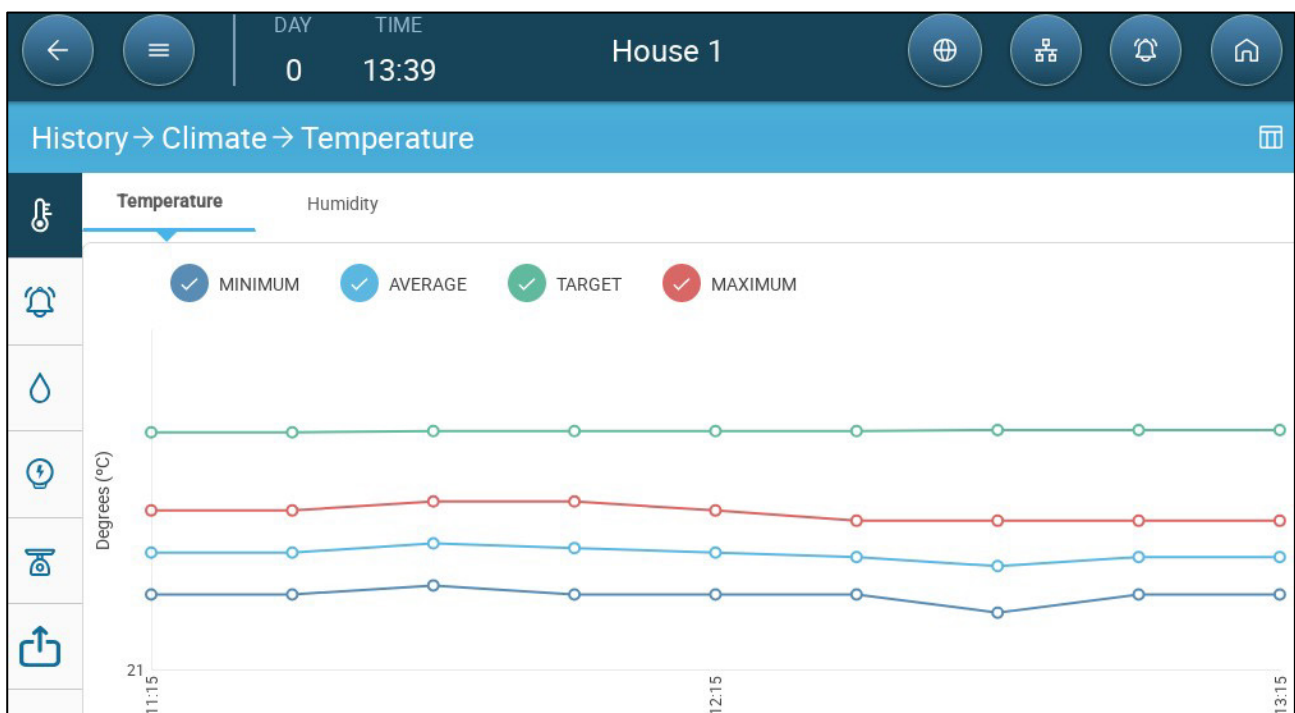 DAY TIME
0 13:39
House 1
History → Climate → Temperature
Temperature Humidity
MINIMUM AVERAGE TARGET MAXIMUM
Degrees (ºC)
21
11:15 12:15 13:15